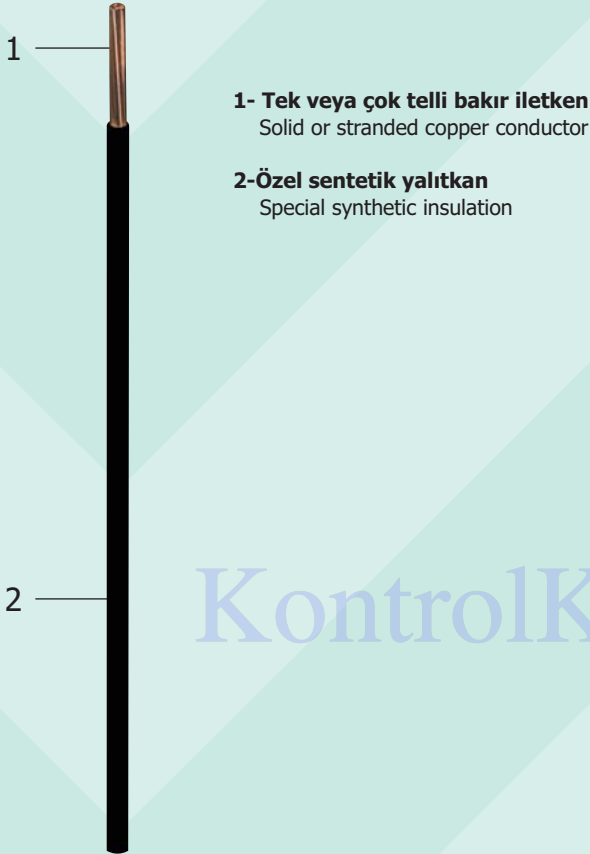 1
1- Tek veya çok telli bakır iletken
Solid or stranded copper conductor
2-Özel sentetik yalıtkan
Special synthetic insulation
2
KontrolK